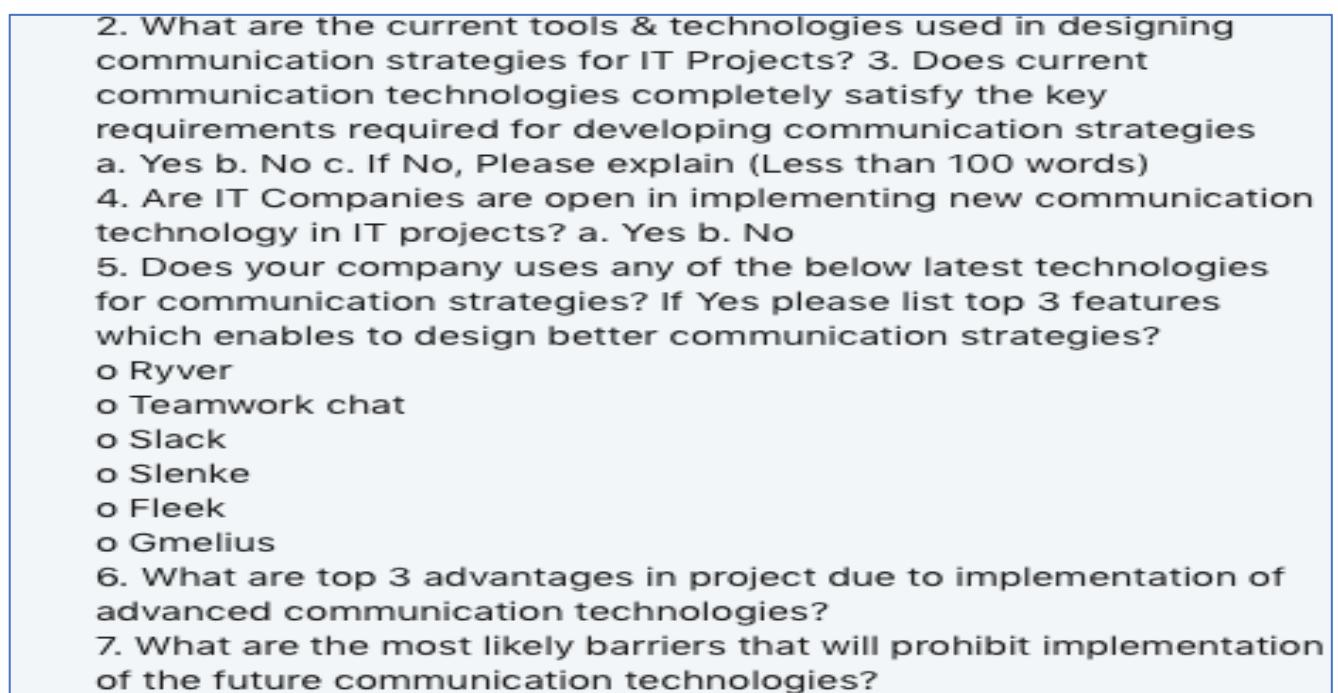 2. What are the current tools & technologies used in designing
communication strategies for IT Projects? 3. Does current
communication technologies completely satisfy the key
requirements required for developing communication strategies
a. Yes b. No c. If No, Please explain (Less than 100 words)
4. Are IT Companies are open in implementing new communication
technology in IT projects? a. Yes b. No
5. Does your company uses any of the below latest technologies
for communication strategies? If Yes please list top 3 features
which enables to design better communication strategies?
o Ryver
o Teamwork chat
o Slack
o Slenke
o Fleek
o Gmelius
6. What are top 3 advantages in project due to implementation of
advanced communication technologies?
7. What are the most likely barriers that will prohibit implementation
of the future communication technologies?